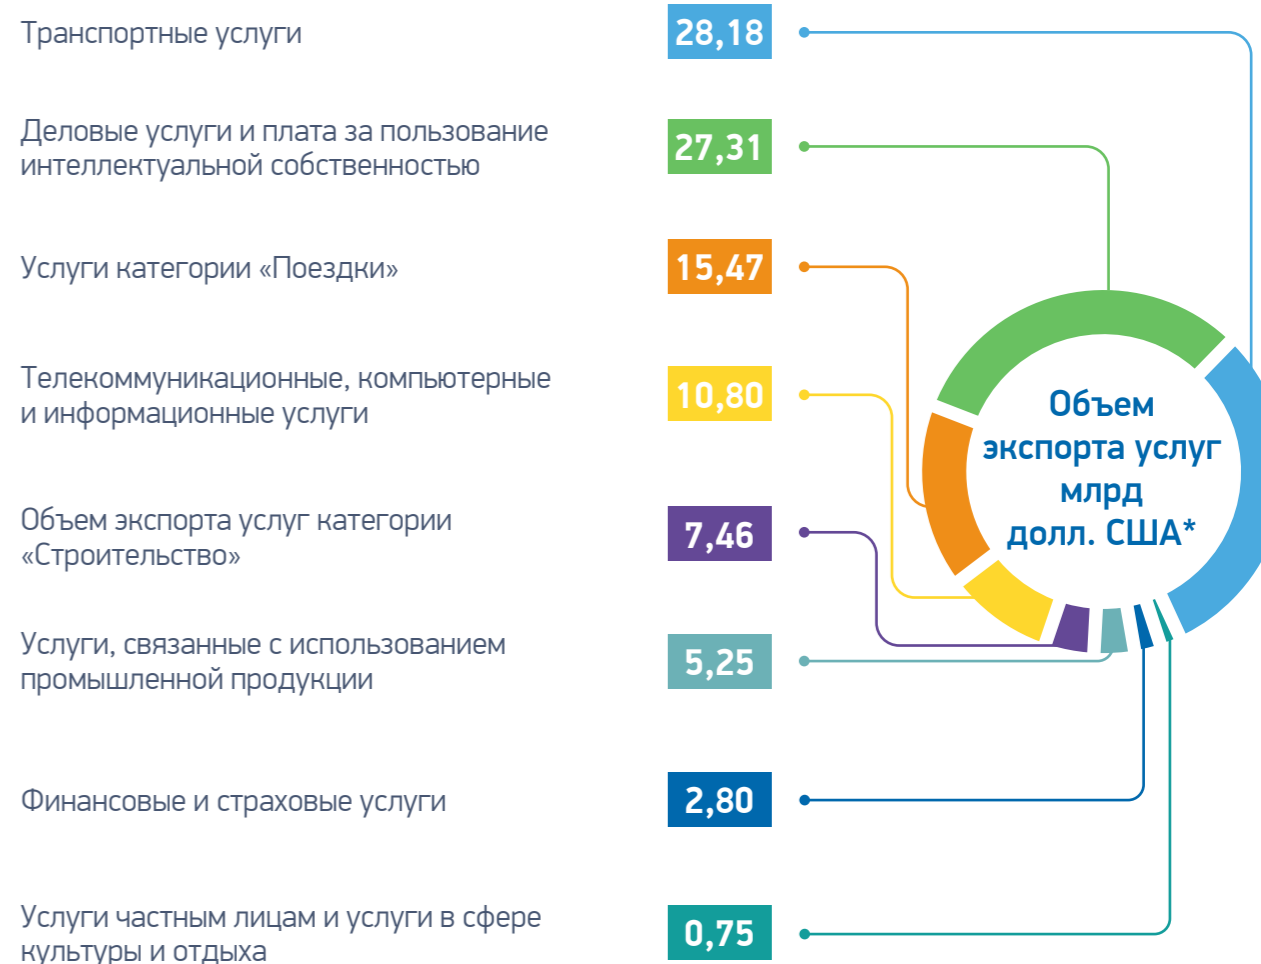 Транспортные услуги
28,18
Деловые услуги и плата за пользование
интеллектуальной собственностью
27,31
Услуги категории «Поездки»
15,47
Телекоммуникационные, компьютерные
и информационные услуги
10,80
Объем экспорта услуг категории
«Строительство»
7,46
Услуги, связанные с использованием
промышленной продукции
5,25
Финансовые и страховые услуги
2,80
Услуги частным лицам и услуги в сфере
культуры и отдыха
0,75
Объем
экспорта услуг
млрд
долл. США*